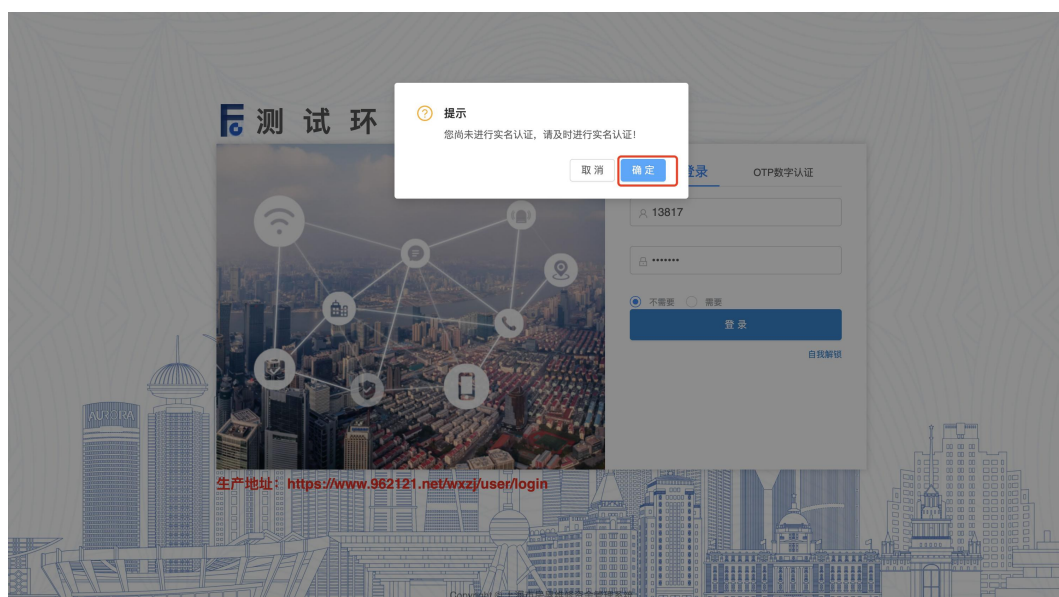 测 试 环
提示
您尚未进行实名认证，请及时进行实名认证!
取 消
确 定
登录
OTP数字认证
13817
•••••••
不需要
需要
登 录
自我解锁
AURORA
生产地址：https://www.962121.net/wxzj/user/login